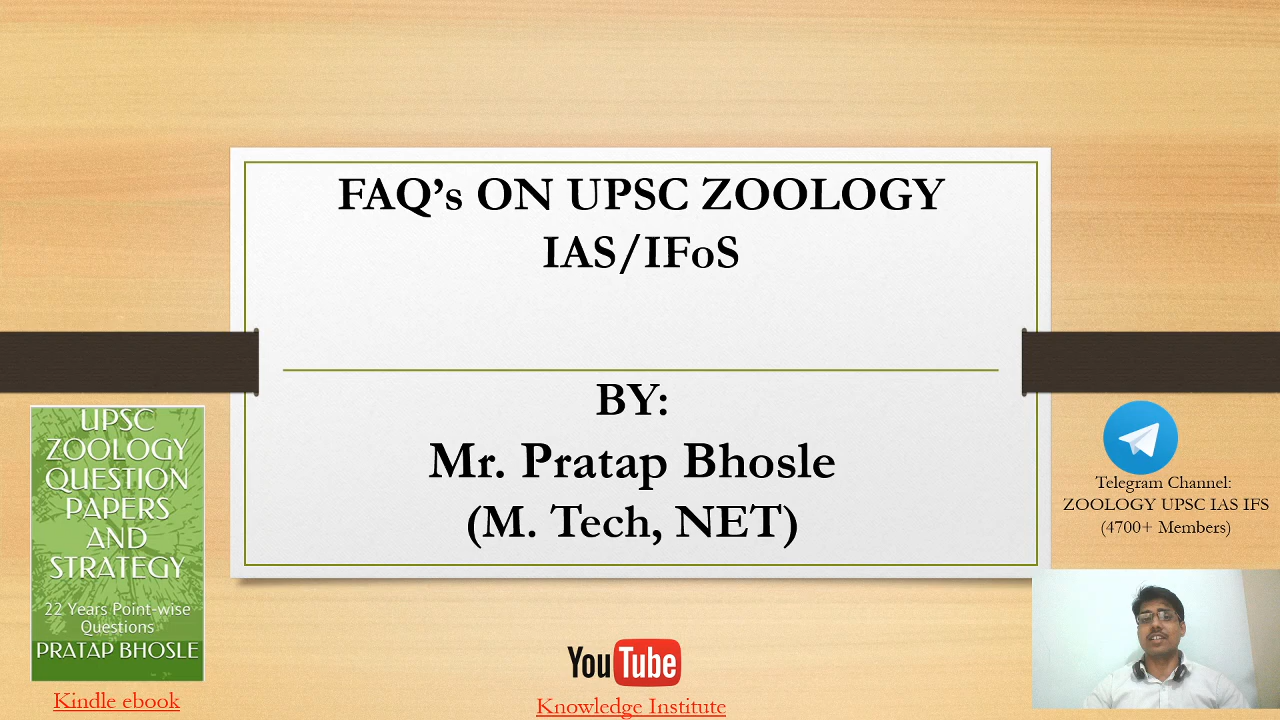 FAQ’s ON UPSC ZOOLOGY
IAS/IFoS
BY:
Mr. Pratap Bhosle
(M. Tech, NET)
UPSC
ZOOLOGY
QUESTION
PAPERS
AND
STRATEGY
22 Years Point-wise
Questions
PRATAP BHOSLE
Kindle ebook
YouTube
Knowledge Institute
Telegram Channel:
ZOOLOGY UPSC IAS IFS
(4700+ Members)